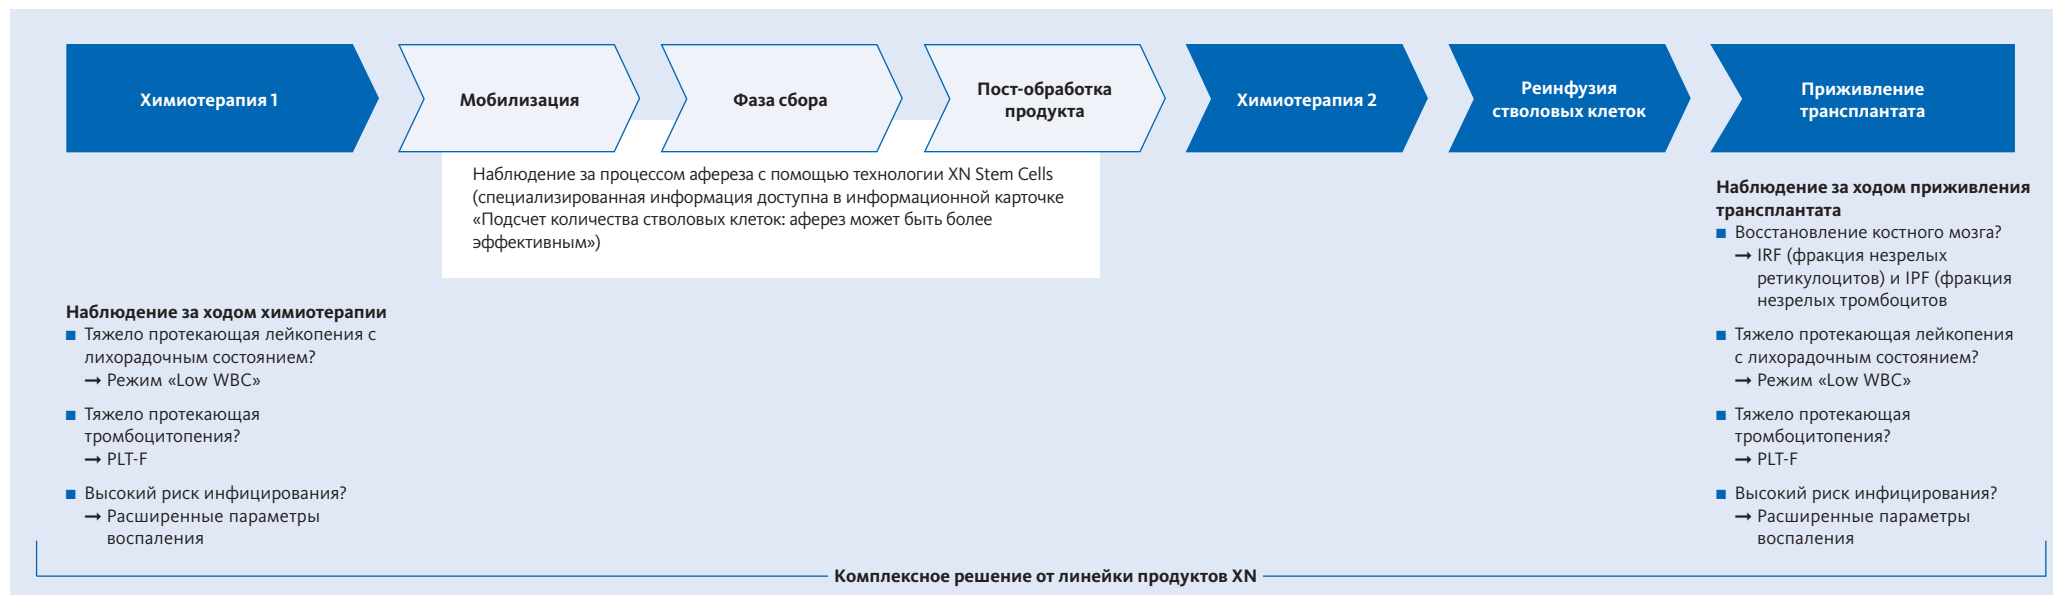 Химиотерапия 1
Мобилизация
Фаза сбора
Пост-обработка
продукта
Химиотерапия 2
Реинфузия
стволовых клеток
Приживление
трансплантата
Наблюдение за процессом афереза с помощью технологии XN Stem Cells
(специализированная информация доступна в информационной карточке
«Подсчет количества стволовых клеток: аферез может быть более
эффективным»)
Наблюдение за ходом химиотерапии
■ Тяжело протекающая лейкопения с
лихорадочным состоянием?
→ Режим «Low WBC»
■ Тяжело протекающая
тромбоцитопения?
→ PLT-F
■ Высокий риск инфицирования?
→ Расширенные параметры
воспаления
Наблюдение за ходом приживления
трансплантата
■ Восстановление костного мозга?
→ IRF (фракция незрелых
ретикулоцитов) и IPF (фракция
незрелых тромбоцитов
■ Тяжело протекающая лейкопения
с лихорадочным состоянием?
→ Режим «Low WBC»
■ Тяжело протекающая
тромбоцитопения?
→ PLT-F
■ Высокий риск инфицирования?
→ Расширенные параметры
воспаления
Комплексное решение от линейки продуктов XN